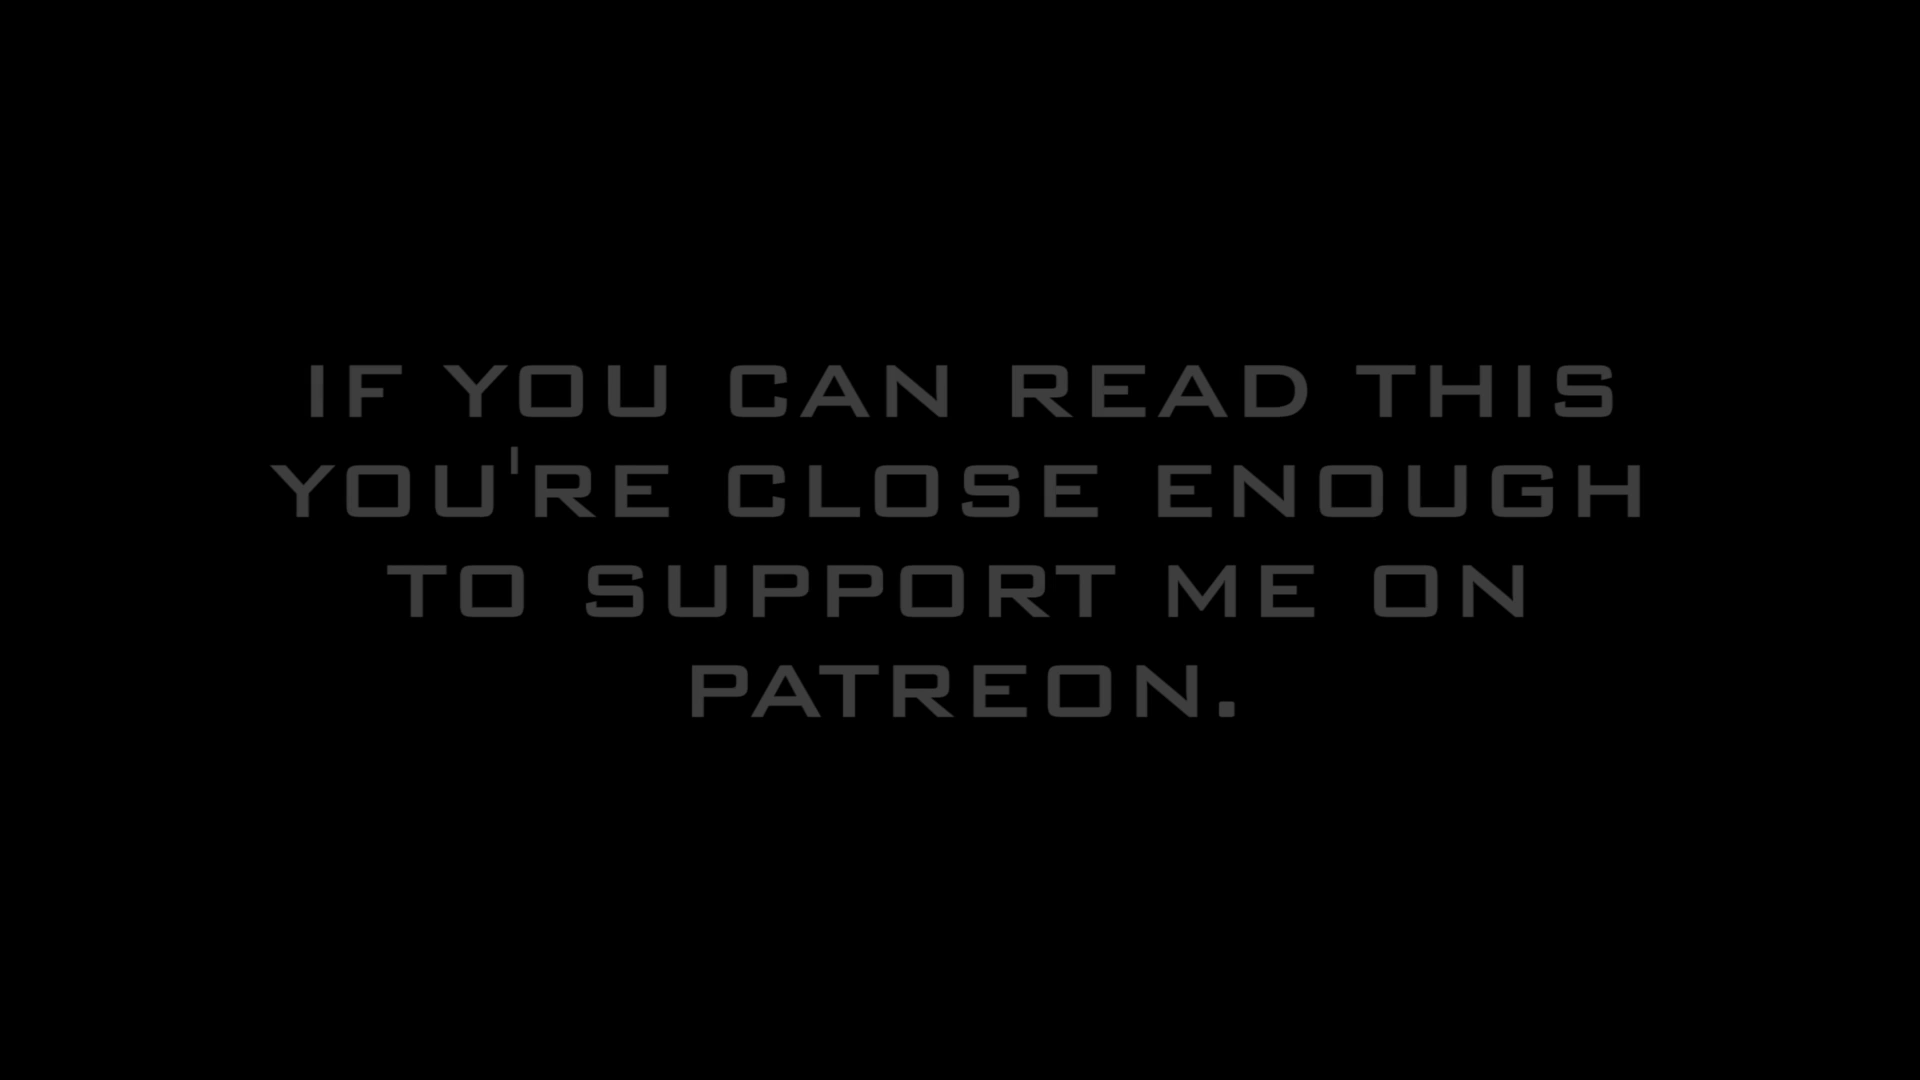 IF YOU CAN READ THIS
YOU'RE CLOSE ENOUGH
TO SUPPORT ME ON
PATREON.